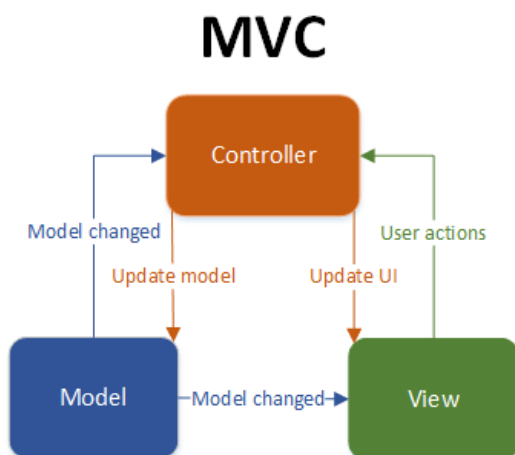 MVC
Controller
Model changed
User actions
Update model
Update UI
Model
Model changed
View